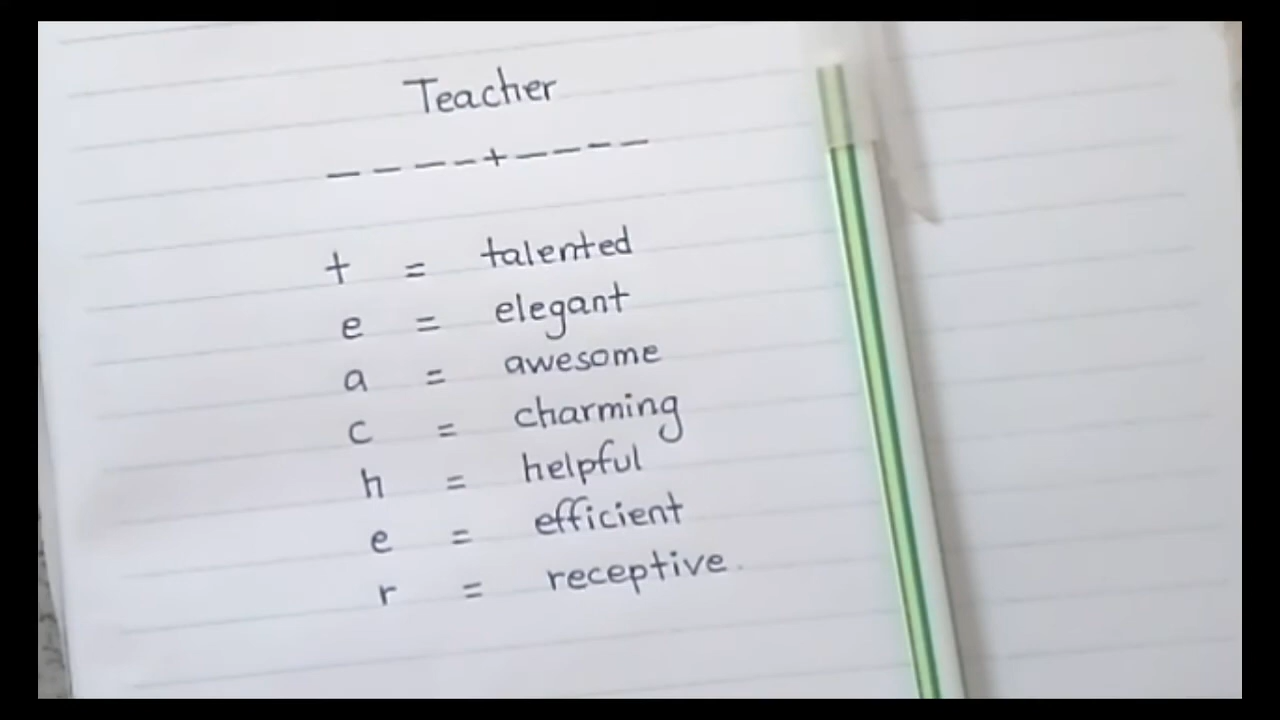 Teacher
----+----
t = talented
e = elegant
a = awesome
c = charming
h = helpful
e = efficient
r = receptive.